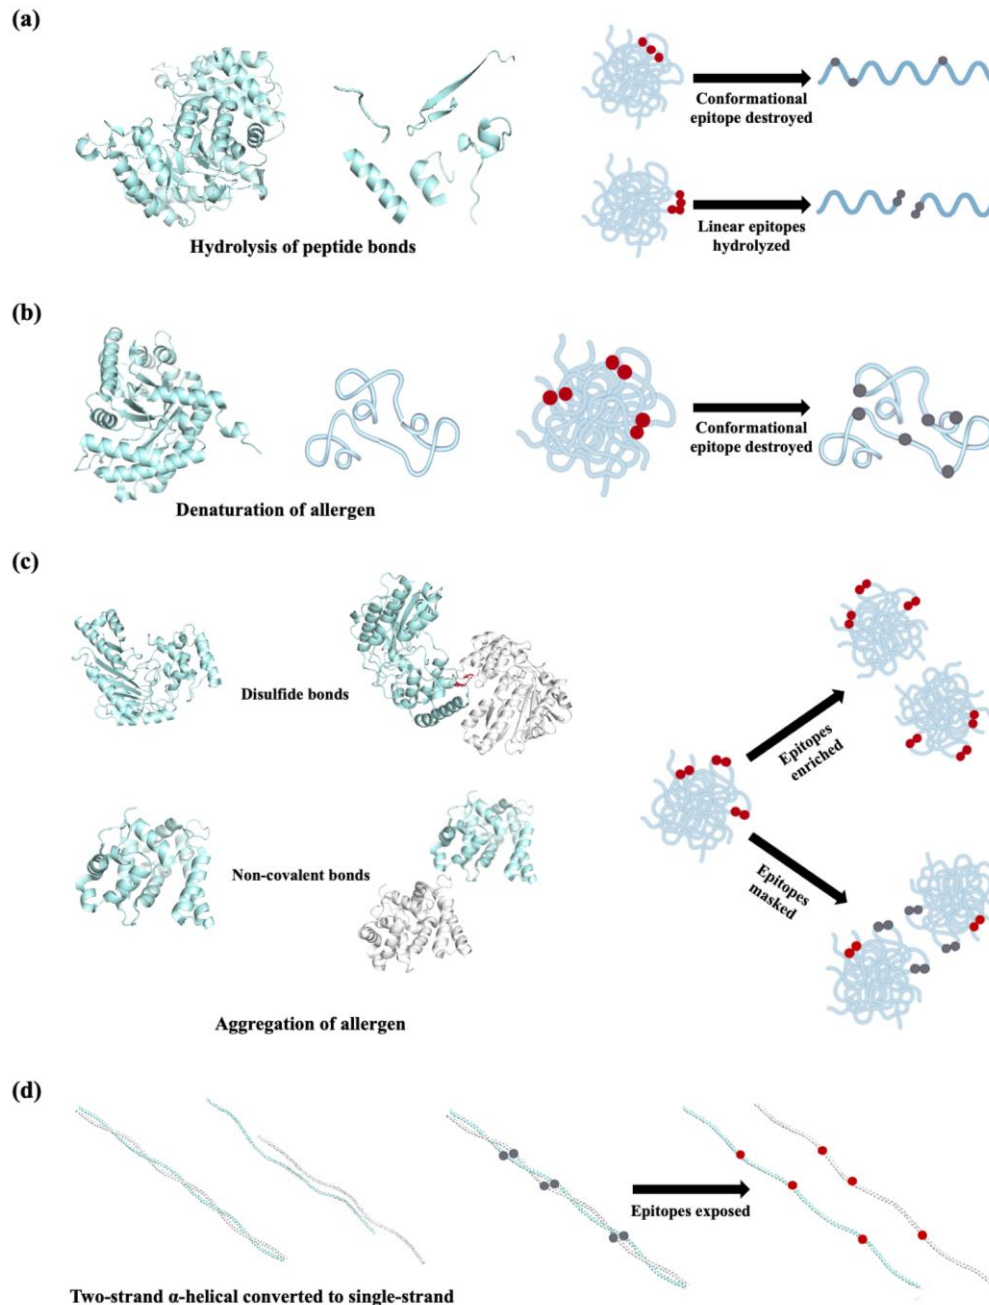 (a)
Conformational
epitope destroyed
Linear epitopes
hydrolyzed
Hydrolysis of peptide bonds
(b)
Conformational
epitope destroyed
Denaturation of allergen
(c)
Disulfide bonds
Epitopes
enriched
Non-covalent bonds
Epitopes
masked
Aggregation of allergen
(d)
Epitopes exposed
Two-strand α-helical converted to single-strand